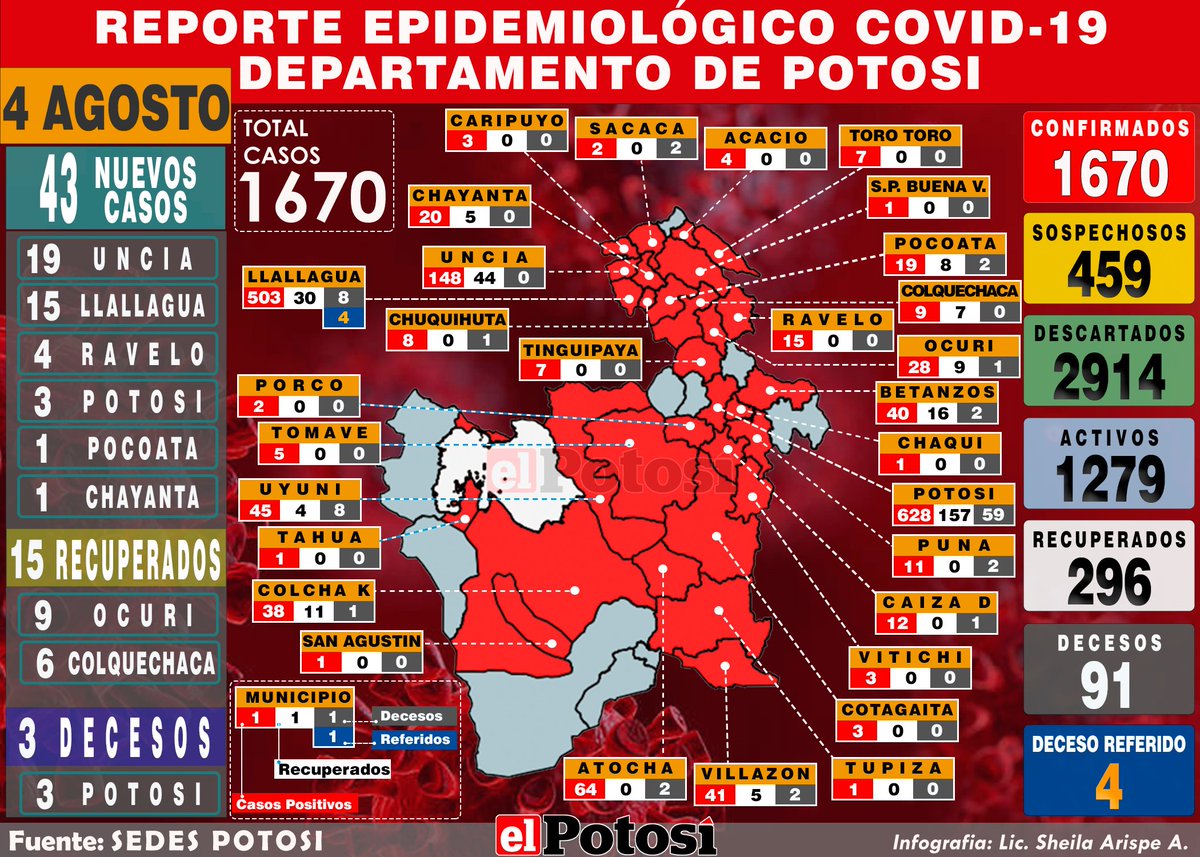 REPORTE EPIDEMIOLÓGICO COVID-19
DEPARTAMENTO DE POTOSI
4 AGOSTO
43 NUEVOS CASOS
19 UNCIA
15 LLALLAGUA
4 RAVELO
3 POTOSI
1 POCOATA
1 CHAYANTA
15 RECUPERADOS
9 OCURI
6 COLQUECHACA
3 DECESOS
3 POTOSI
TOTAL
CASOS
1670
CARIPUYO
3 0 0
SACACA
2 0 2
ACACIO
4 0 0
TORO TORO
7 0 0
CHAYANTA
20 5 0
S.P. BUENA V.
1 0 0
UNCIA
148 44 0
POCOATA
19 8 2
LLALLAGUA
503 30 8
4
COLQUECHACA
9 7 0
CHUQUIHUTA
8 0 1
RAVELO
15 0 0
TINGUIPAYA
7 0 0
OCURI
28 9 1
PORCO
2 0 0
BETANZOS
40 16 2
TOMAVE
5 0 0
CHAQUI
1 0 0
UYUNI
45 4 8
POTOSI
628 157 59
TAHUA
1 0 0
PUNA
11 0 2
COLCHA K
38 11 1
CAIZA D
12 0 1
SAN AGUSTIN
1 0 0
VITICHI
3 0 0
COTAGAITA
3 0 0
ATOCHA
64 0 2
VILLAZON
41 5 2
TUPIZA
1 0 0
MUNICIPIO
1 1 1 Decesos
1 Referidos
Recuperados
Casos Positivos
el Potosí
CONFIRMADOS
1670
SOSPECHOSOS
459
DESCARTADOS
2914
ACTIVOS
1279
RECUPERADOS
296
DECESOS
91
DECESO REFERIDO
4
Fuente: SEDES POTOSI
el Potosí
Infografia: Lic. Sheila Arispe A.